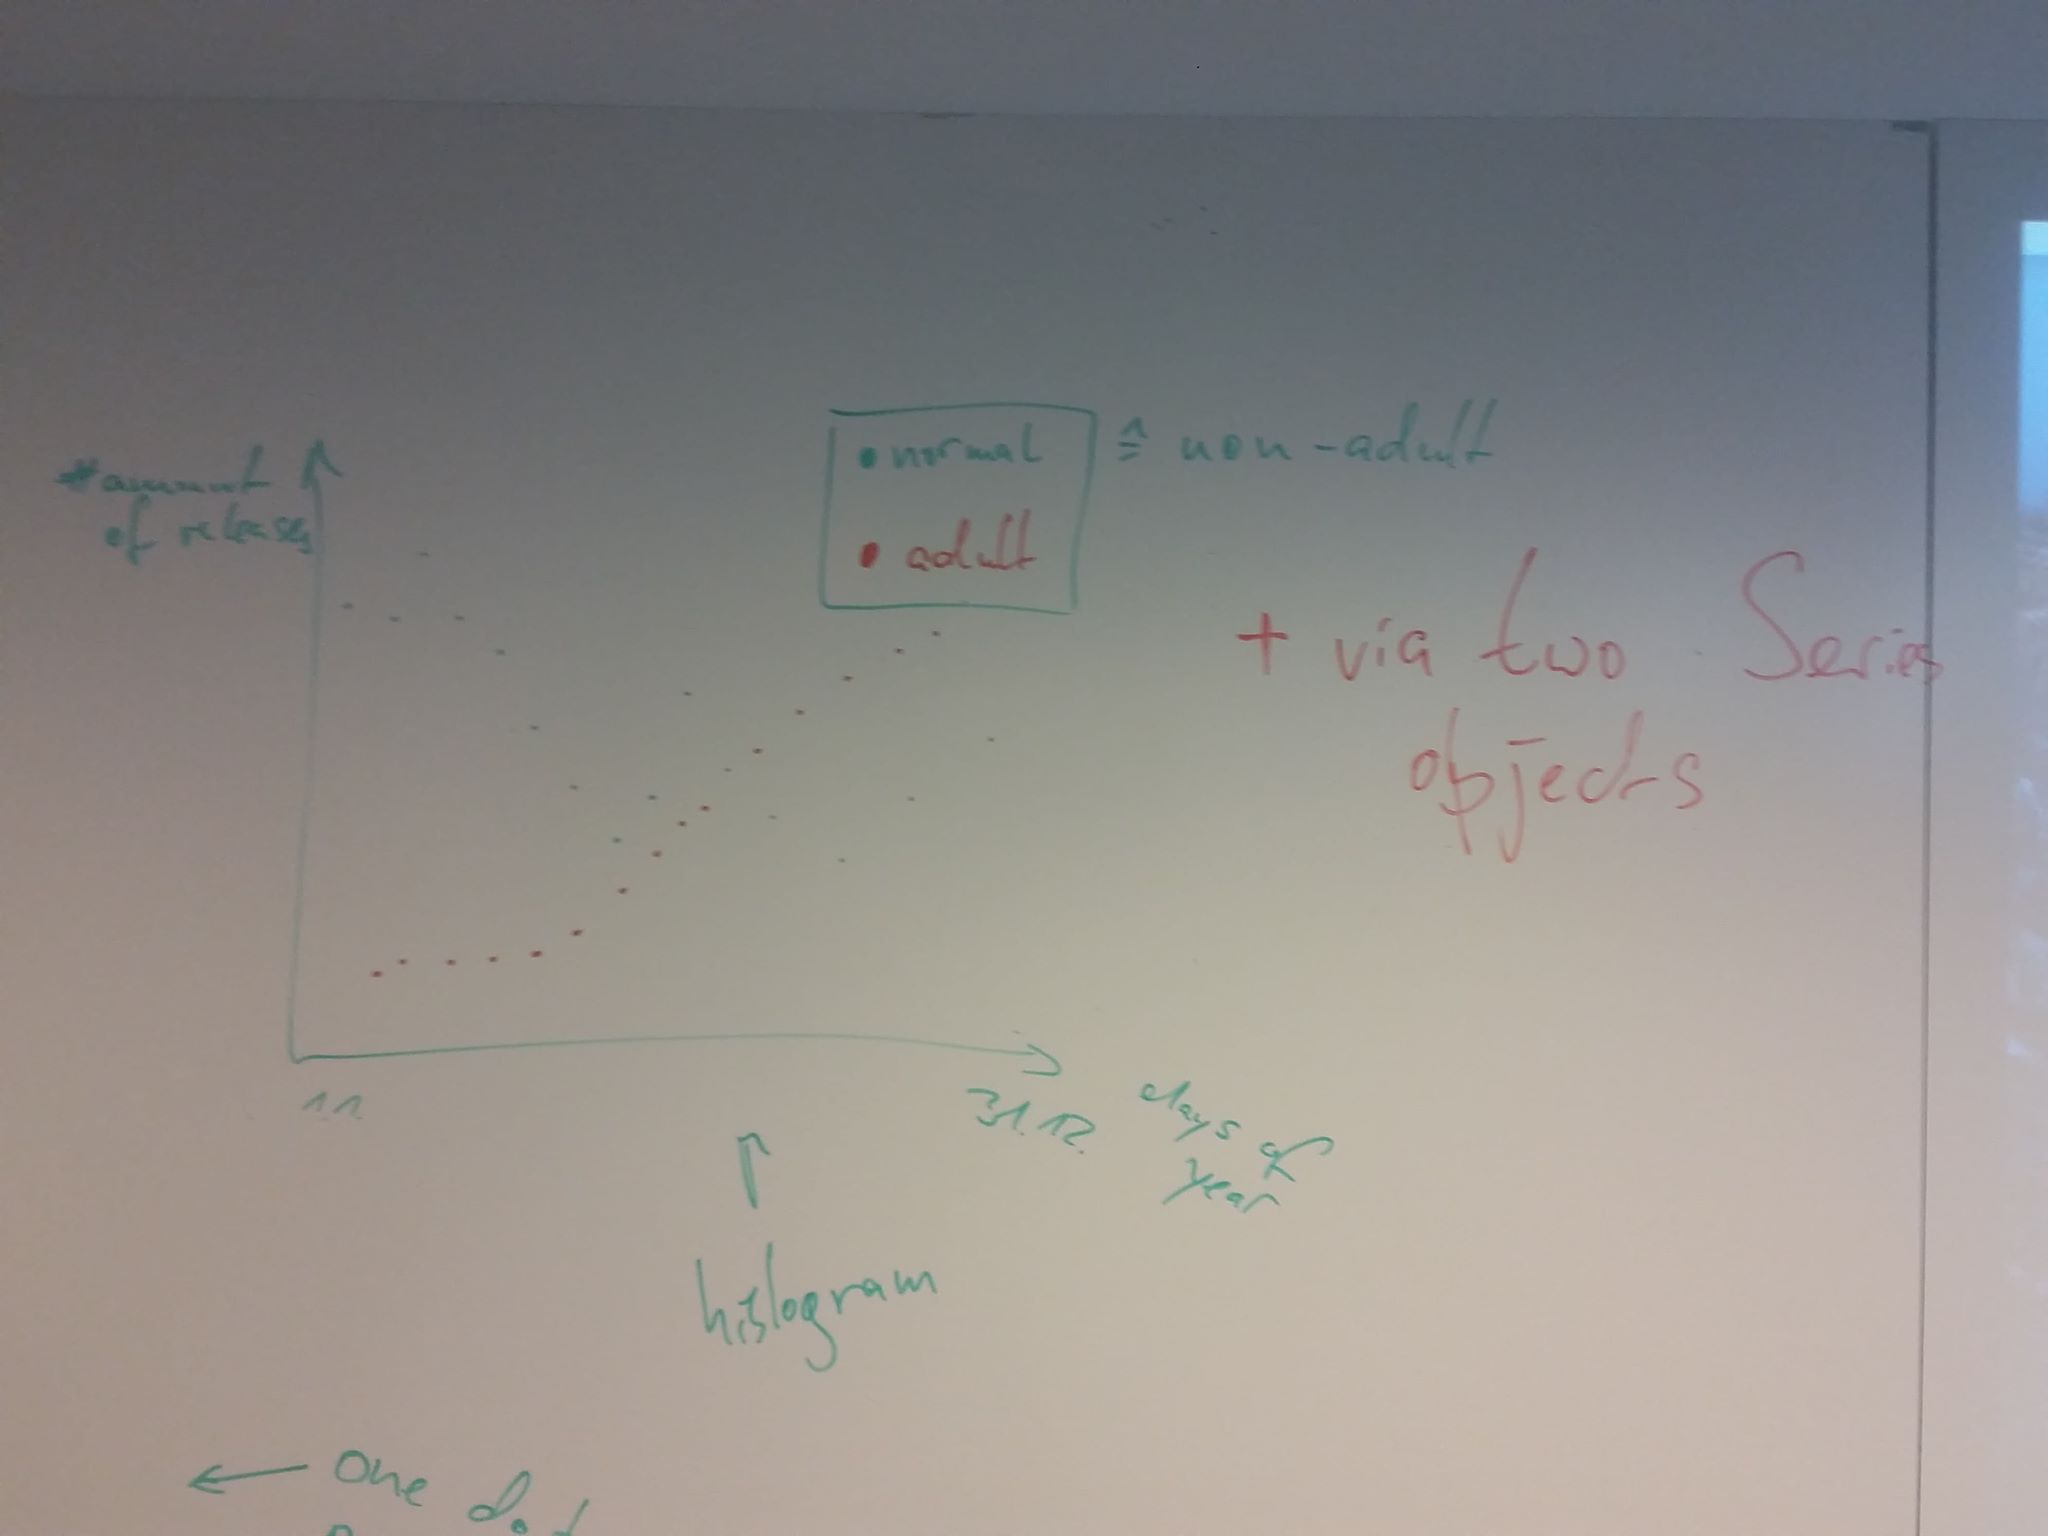 #amount
of releases
• normal ≙ non-adult
• adult
+ via two Series
objects
1.1.
31.12.
days of
year
histogram
← One dot